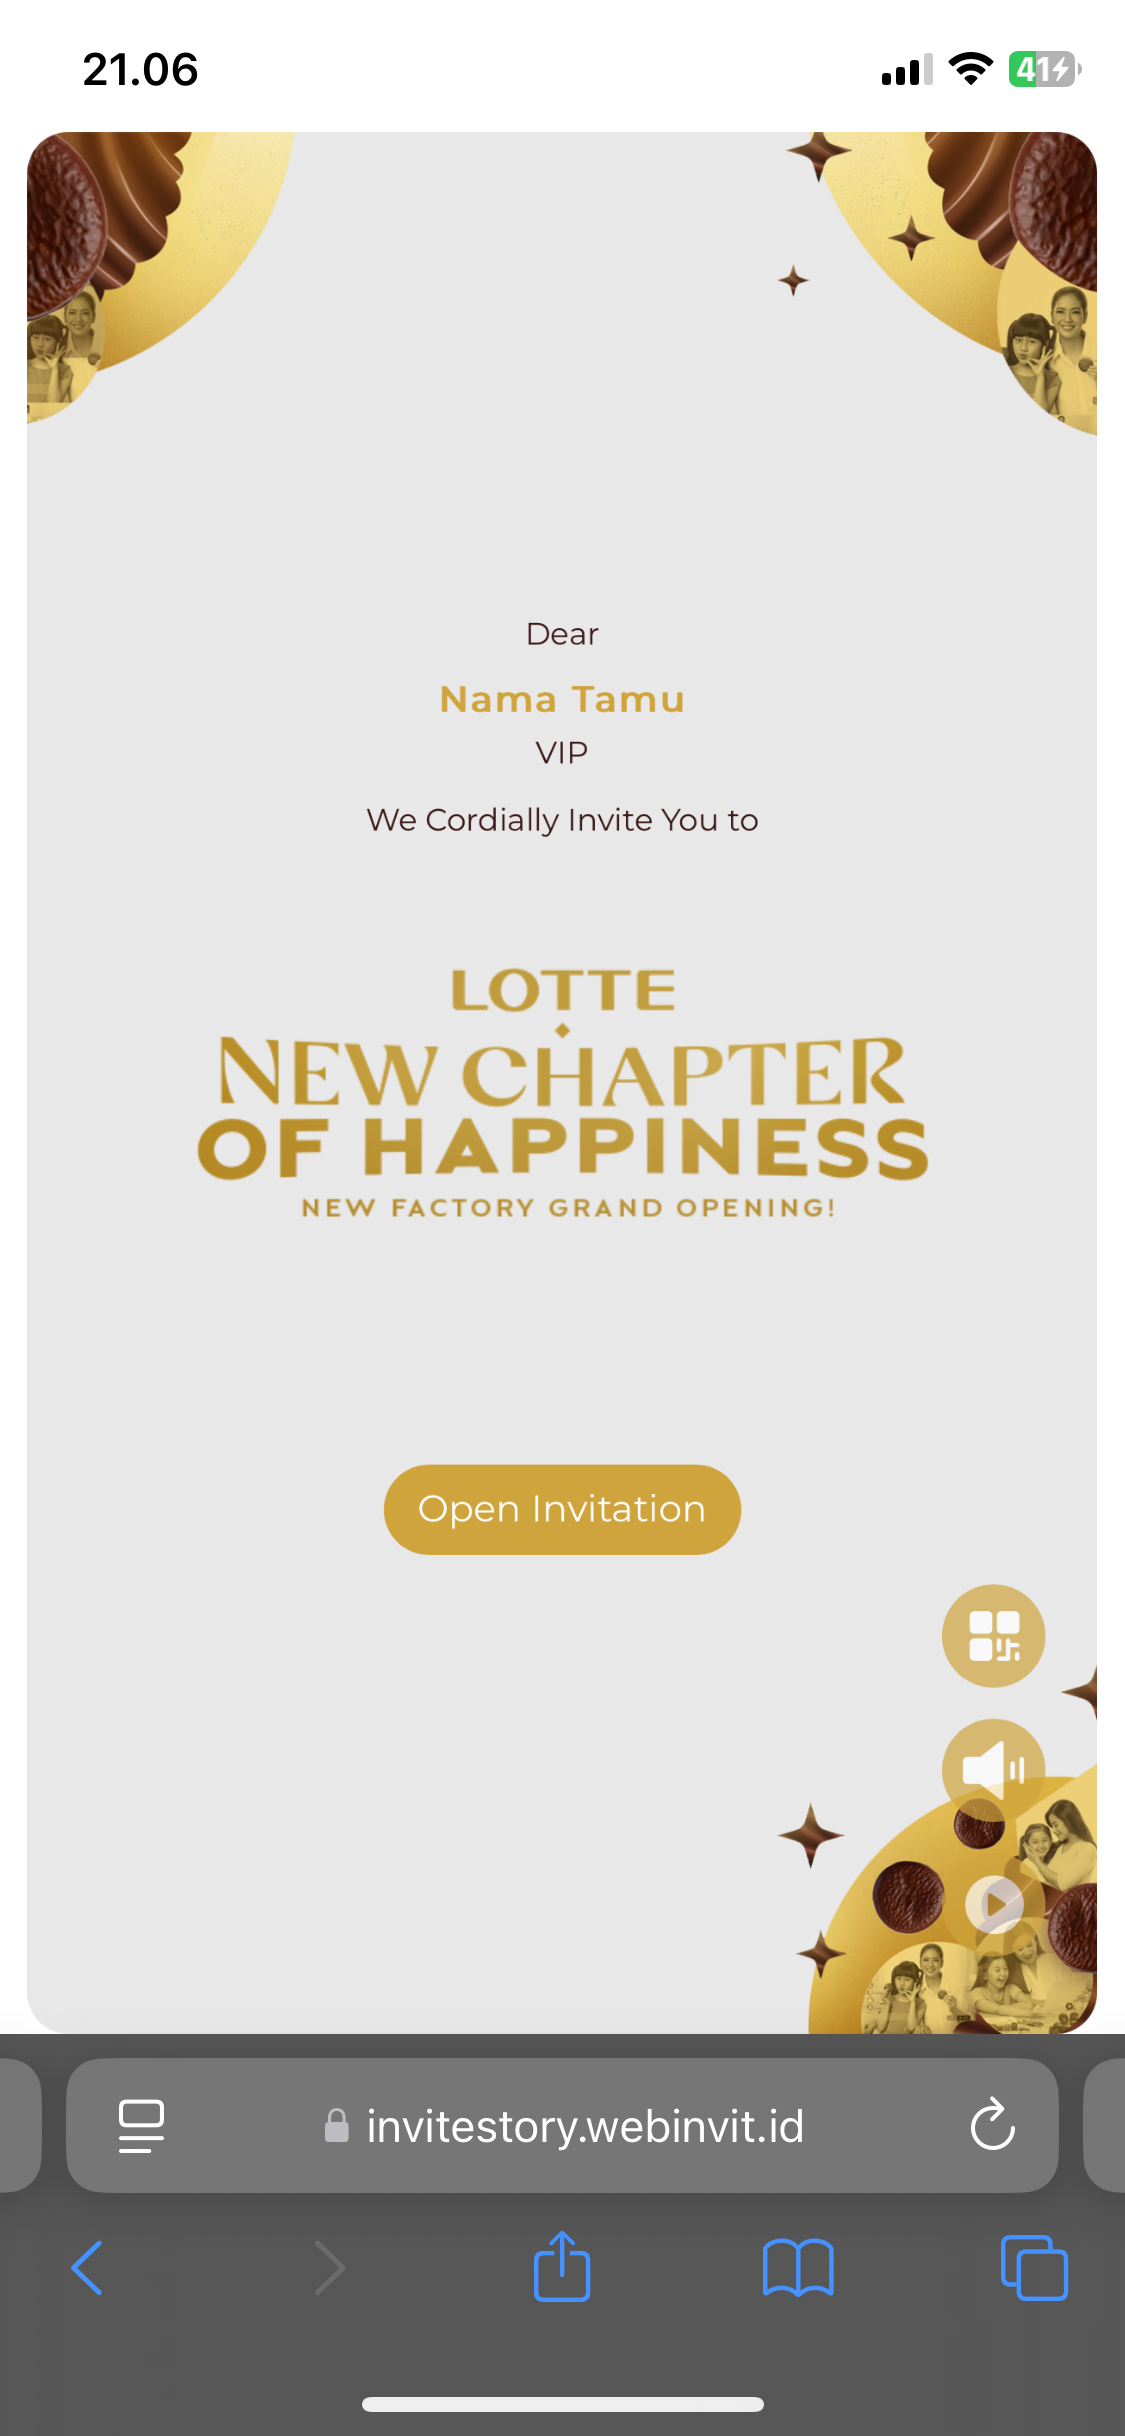 21.06
41
Dear
Nama Tamu
VIP
We Cordially Invite You to
LOTTE
NEW CHAPTER
OF HAPPINESS
NEW FACTORY GRAND OPENING!
Open Invitation
invitestory.webinvit.id